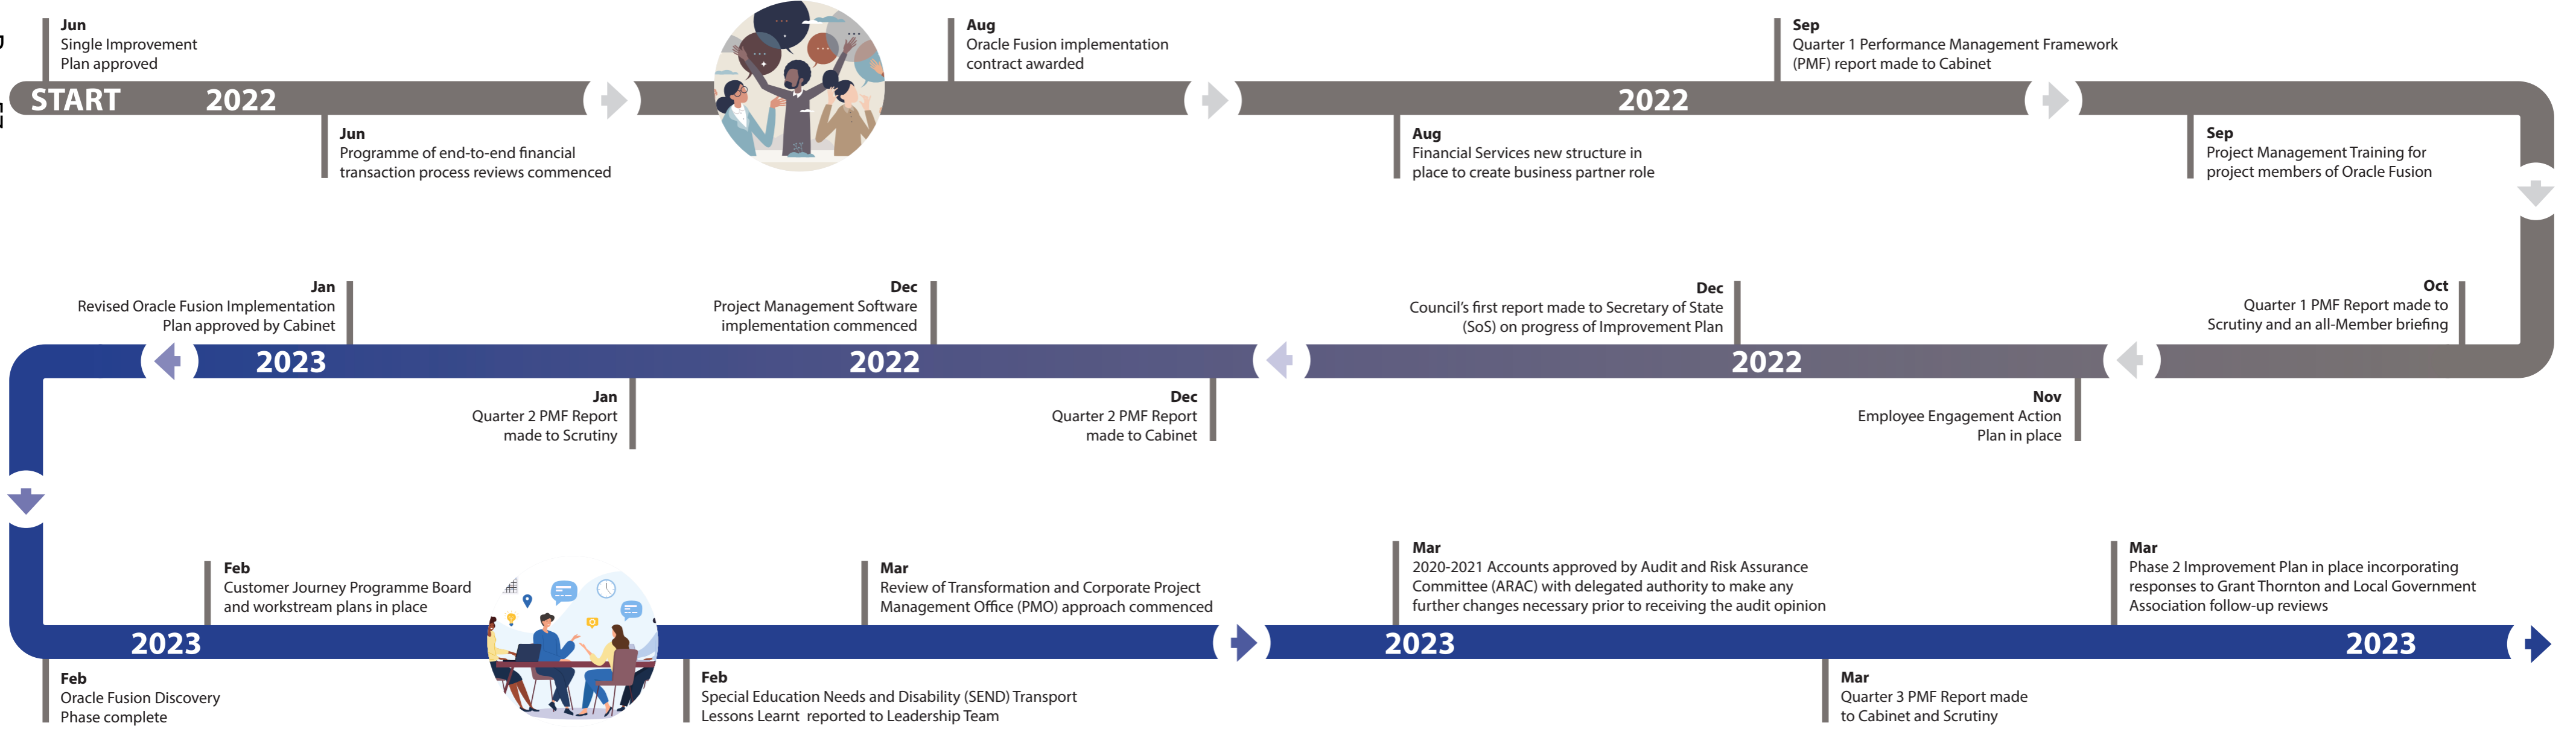 Jun
Single Improvement
Plan approved
START
2022
Jun
Programme of end-to-end financial
transaction process reviews commenced
Aug
Oracle Fusion implementation
contract awarded
Aug
Financial Services new structure in
place to create business partner role
2022
Sep
Quarter 1 Performance Management Framework
(PMF) report made to Cabinet
Sep
Project Management Training for
project members of Oracle Fusion
Oct
Quarter 1 PMF Report made to
Scrutiny and an all-Member briefing
Nov
Employee Engagement Action
Plan in place
2022
Dec
Council’s first report made to Secretary of State
(SoS) on progress of Improvement Plan
Dec
Quarter 2 PMF Report
made to Cabinet
Dec
Project Management Software
implementation commenced
2022
Jan
Quarter 2 PMF Report
made to Scrutiny
Jan
Revised Oracle Fusion Implementation
Plan approved by Cabinet
2023
Feb
Oracle Fusion Discovery
Phase complete
2023
Feb
Customer Journey Programme Board
and workstream plans in place
Feb
Special Education Needs and Disability (SEND) Transport
Lessons Learnt reported to Leadership Team
Mar
Review of Transformation and Corporate Project
Management Office (PMO) approach commenced
Mar
2020-2021 Accounts approved by Audit and Risk Assurance
Committee (ARAC) with delegated authority to make any
further changes necessary prior to receiving the audit opinion
2023
Mar
Quarter 3 PMF Report made
to Cabinet and Scrutiny
Mar
Phase 2 Improvement Plan in place incorporating
responses to Grant Thornton and Local Government
Association follow-up reviews
2023